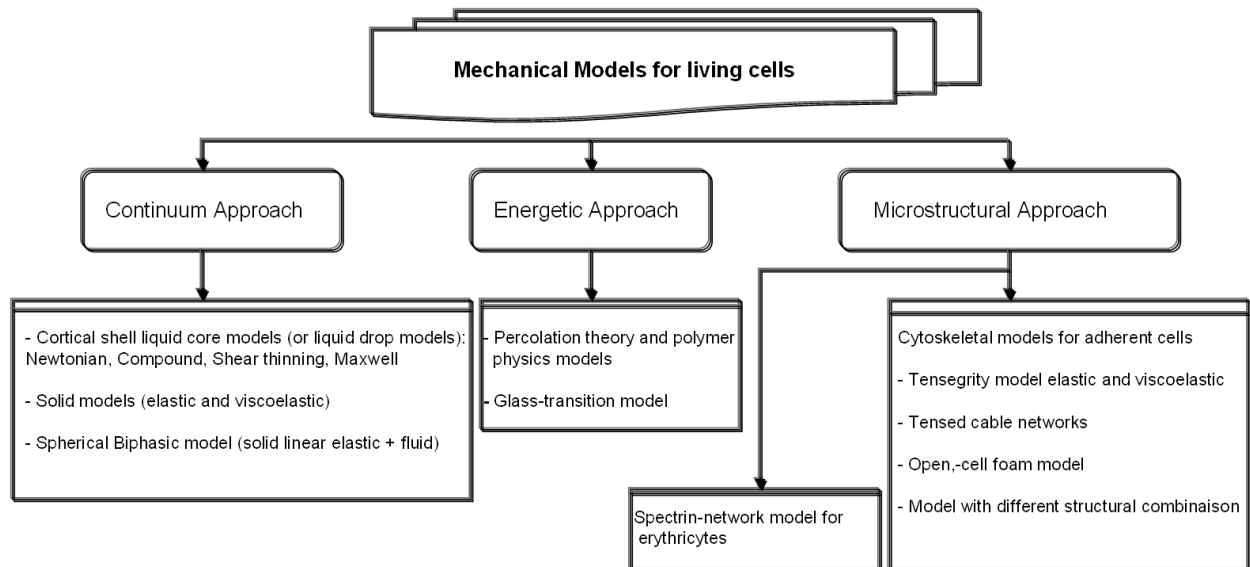 Mechanical Models for living cells
Continuum Approach
Energetic Approach
Microstructural Approach
- Cortical shell liquid core models (or liquid drop models):
Newtonian, Compound, Shear thinning, Maxwell
- Solid models (elastic and viscoelastic)
- Spherical Biphasic model (solid linear elastic + fluid)
- Percolation theory and polymer
physics models
- Glass-transition model
Spectrin-network model for
erythricytes
Cytoskeletal models for adherent cells
- Tensegrity model elastic and viscoelastic
- Tensed cable networks
- Open,-cell foam model
- Model with different structural combinaison